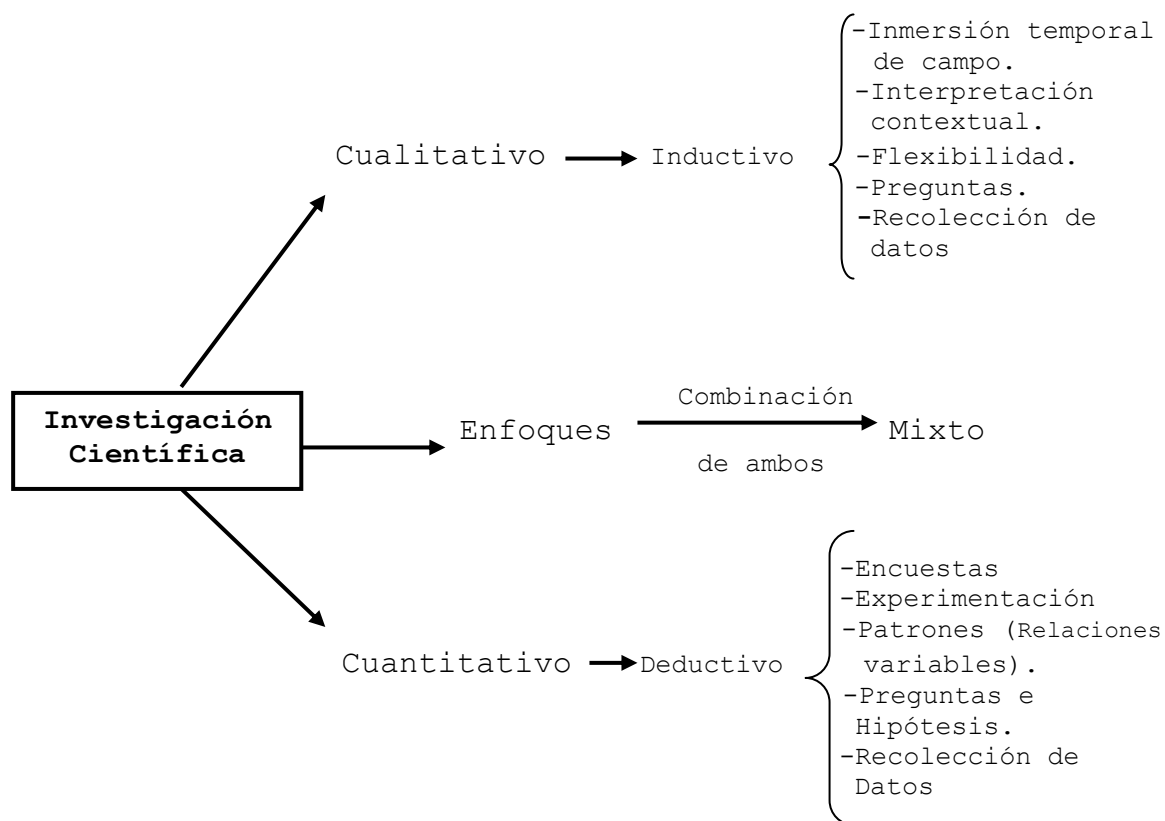 -Inmersión temporal
de campo.
-Interpretación
contextual.
Cualitativo
Inductivo
-Flexibilidad.
-Preguntas.
-Recolección de
datos
Investigación
Científica
Enfoques
Combinación
de ambos
Mixto
Cuantitativo
Deductivo
-Encuestas
-Experimentación
-Patrones (Relaciones
variables).
-Preguntas e
Hipótesis.
-Recolección de
Datos